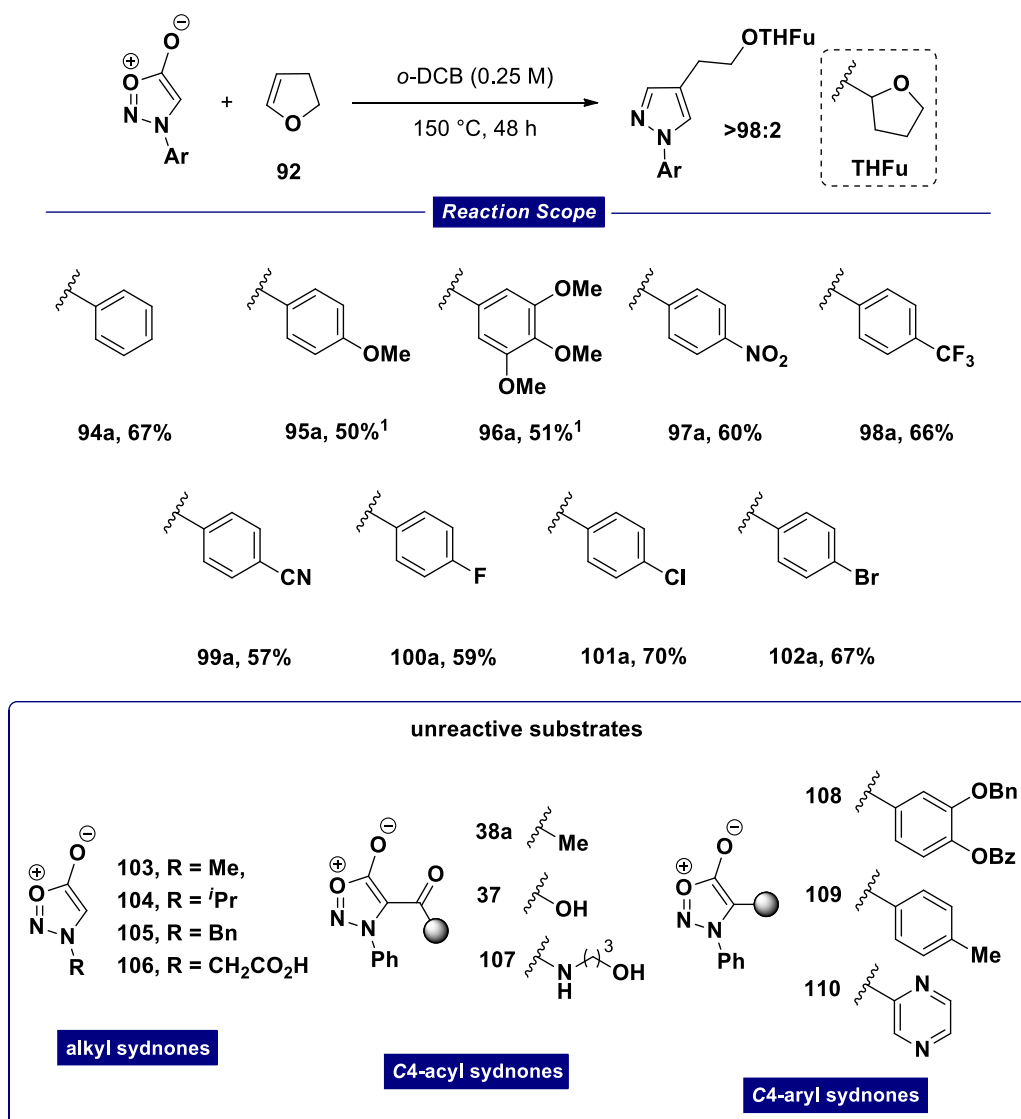 O⊖
⊕
O
N
N
Ar
+
O
92
o-DCB (0.25 M)
150 °C, 48 h
OTHFu
N
N
Ar
>98:2
O
THFu
Reaction Scope
OMe
OMe
OMe
OMe
NO2
CF3
94a, 67%
95a, 50%1
96a, 51%1
97a, 60%
98a, 66%
CN
F
Cl
Br
99a, 57%
100a, 59%
101a, 70%
102a, 67%
unreactive substrates
O⊖
⊕
O
N
N
R
103, R = Me,
104, R = iPr
105, R = Bn
106, R = CH2CO2H
alkyl sydnones
O⊖
⊕
O
O
N
N
Ph
38a
Me
37
OH
107
N
H
( )3
OH
C4-acyl sydnones
O⊖
⊕
O
N
N
Ph
108
OBn
OBz
109
Me
110
N
N
C4-aryl sydnones